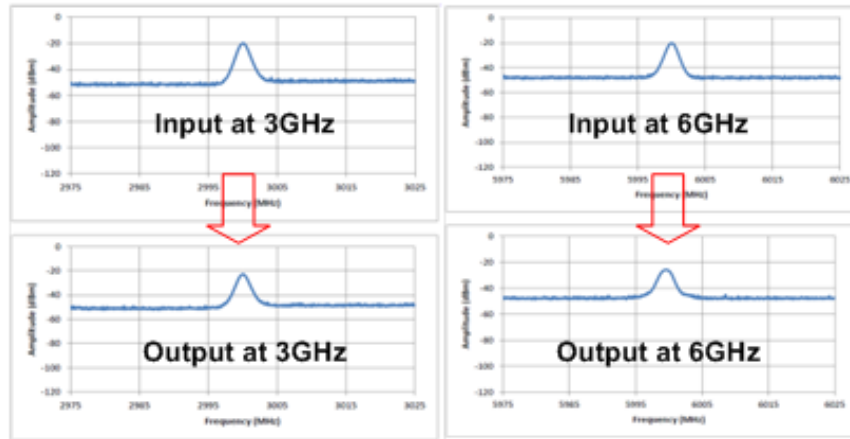 0
-20
-40
-60
-80
-100
-120
Amplitude (dBm)
Input at 3GHz
2975 2985 2995 3005 3015 3025
Frequency (MHz)
0
-20
-40
-60
-80
-100
-120
Amplitude (dBm)
Input at 6GHz
5975 5985 5995 6005 6015 6025
Frequency (MHz)
0
-20
-40
-60
-80
-100
-120
Amplitude (dBm)
Output at 3GHz
2975 2985 2995 3005 3015 3025
Frequency (MHz)
0
-20
-40
-60
-80
-100
-120
Amplitude (dBm)
Output at 6GHz
5975 5985 5995 6005 6015 6025
Frequency (MHz)